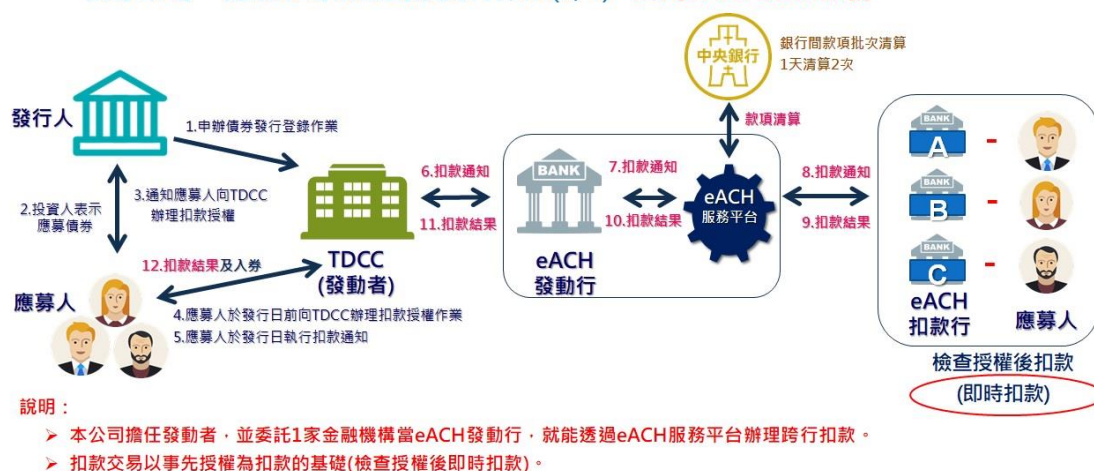 中央銀行
銀行間款項批次清算
1天清算2次
發行人
1.申辦債券發行登錄作業
款項清算
BANK
A
6.扣款通知
BANK
7.扣款通知
eACH
服務平台
8.扣款通知
BANK
B
2.投資人表示
應募債券
3.通知應募人向TDCC
辦理扣款授權
11.扣款結果
10.扣款結果
9.扣款結果
BANK
C
12.扣款結果及入券
TDCC
(發動者)
eACH
發動行
eACH
扣款行
應募人
應募人
4.應募人於發行日前向TDCC辦理扣款授權作業
5.應募人於發行日執行扣款通知
檢查授權後扣款
(即時扣款)
說明：
➢ 本公司擔任發動者，並委託1家金融機構當eACH發動行，就能透過eACH服務平台辦理跨行扣款。
➢ 扣款交易以事先授權為扣款的基礎(檢查授權後即時扣款)。